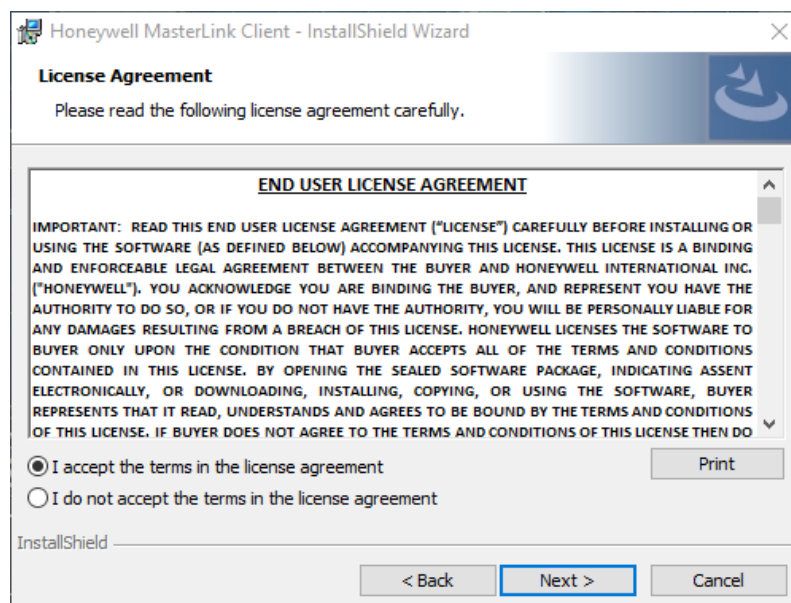 Honeywell MasterLink Client - InstallShield Wizard
License Agreement
Please read the following license agreement carefully.
END USER LICENSE AGREEMENT
IMPORTANT: READ THIS END USER LICENSE AGREEMENT (“LICENSE”) CAREFULLY BEFORE INSTALLING OR
USING THE SOFTWARE (AS DEFINED BELOW) ACCOMPANYING THIS LICENSE. THIS LICENSE IS A BINDING
AND ENFORCEABLE LEGAL AGREEMENT BETWEEN THE BUYER AND HONEYWELL INTERNATIONAL INC.
("HONEYWELL"). YOU ACKNOWLEDGE YOU ARE BINDING THE BUYER, AND REPRESENT YOU HAVE THE
AUTHORITY TO DO SO, OR IF YOU DO NOT HAVE THE AUTHORITY, YOU WILL BE PERSONALLY LIABLE FOR
ANY DAMAGES RESULTING FROM A BREACH OF THIS LICENSE. HONEYWELL LICENSES THE SOFTWARE TO
BUYER ONLY UPON THE CONDITION THAT BUYER ACCEPTS ALL OF THE TERMS AND CONDITIONS
CONTAINED IN THIS LICENSE. BY OPENING THE SEALED SOFTWARE PACKAGE, INDICATING ASSENT
ELECTRONICALLY, OR DOWNLOADING, INSTALLING, COPYING, OR USING THE SOFTWARE, BUYER
REPRESENTS THAT IT READ, UNDERSTANDS AND AGREES TO BE BOUND BY THE TERMS AND CONDITIONS
OF THIS LICENSE. IF BUYER DOES NOT AGREE TO THE TERMS AND CONDITIONS OF THIS LICENSE THEN DO
I accept the terms in the license agreement
Print
I do not accept the terms in the license agreement
InstallShield
< Back
Next >
Cancel